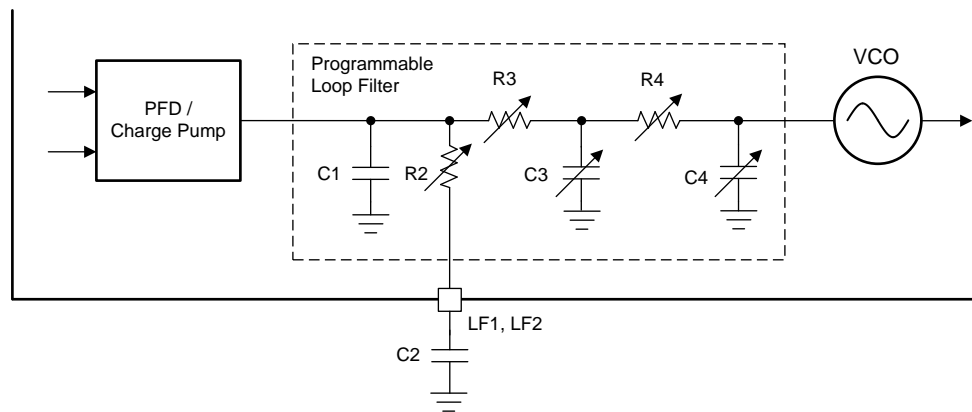 Programmable
Loop Filter
VCO
PFD /
Charge Pump
R3
R4
C1
R2
C3
C4
LF1, LF2
C2